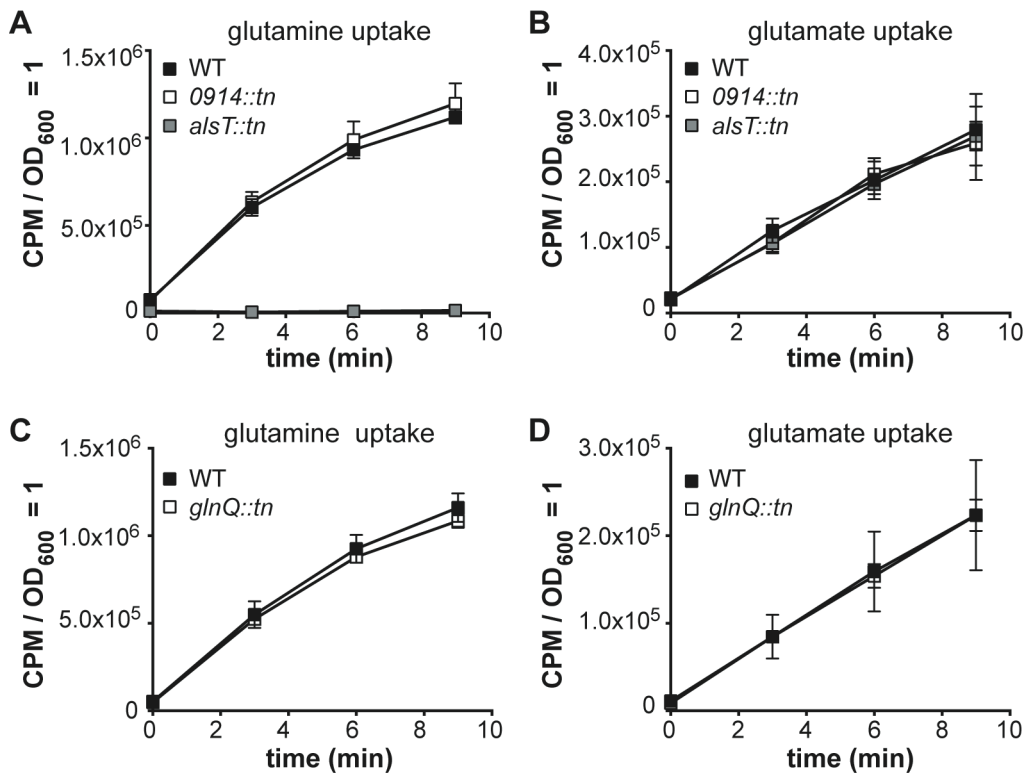 A
glutamine uptake
CPM / OD600 = 1
1.5x10^6
1.0x10^6
5.0x10^5
0
WT
0914::tn
alsT::tn
0 2 4 6 8 10
time (min)
B
glutamate uptake
CPM / OD600 = 1
4.0x10^5
3.0x10^5
2.0x10^5
1.0x10^5
0
WT
0914::tn
alsT::tn
0 2 4 6 8 10
time (min)
C
glutamine uptake
CPM / OD600 = 1
1.5x10^6
1.0x10^6
5.0x10^5
0
WT
glnQ::tn
0 2 4 6 8 10
time (min)
D
glutamate uptake
CPM / OD600 = 1
3.0x10^5
2.0x10^5
1.0x10^5
0
WT
glnQ::tn
0 2 4 6 8 10
time (min)